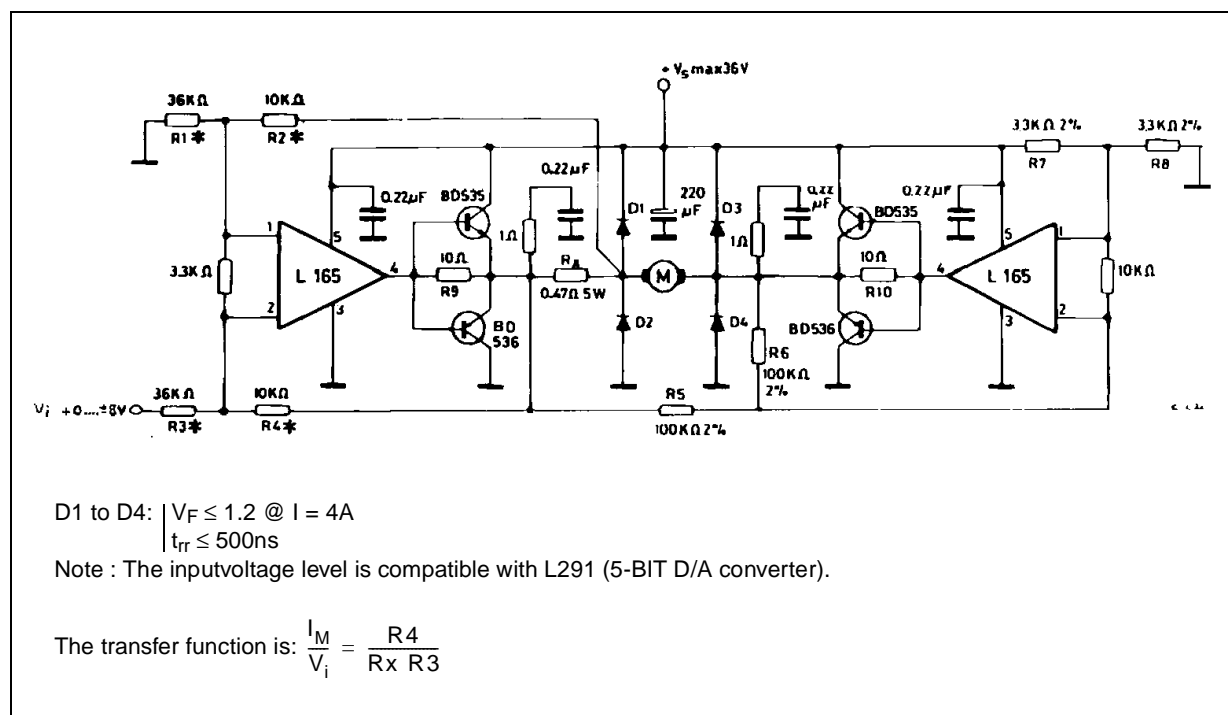 + Vs max36V
36KΩ
R1 *
10KΩ
R2 *
3.3KΩ 2%
R7
3.3KΩ 2%
R8
0.22µF
BD535
0.22µF
1Ω
D1
220
µF
D3
0.22
µF
1Ω
BD535
0.22µF
1
5
L 165
4
2
3
3.3KΩ
10Ω
R9
BD
536
0.47Ω 5W
D2
M
D4
10Ω
R10
BD536
5
1
4
L 165
2
3
10KΩ
R6
100KΩ
2%
Vi +0....±8V
36KΩ
R3*
10KΩ
R4*
R5
100KΩ 2%
D1 to D4: VF ≤ 1.2 @ I = 4A
trr ≤ 500ns
Note : The inputvoltage level is compatible with L291 (5-BIT D/A converter).
The transfer function is: IM / Vi = R4 / Rx R3